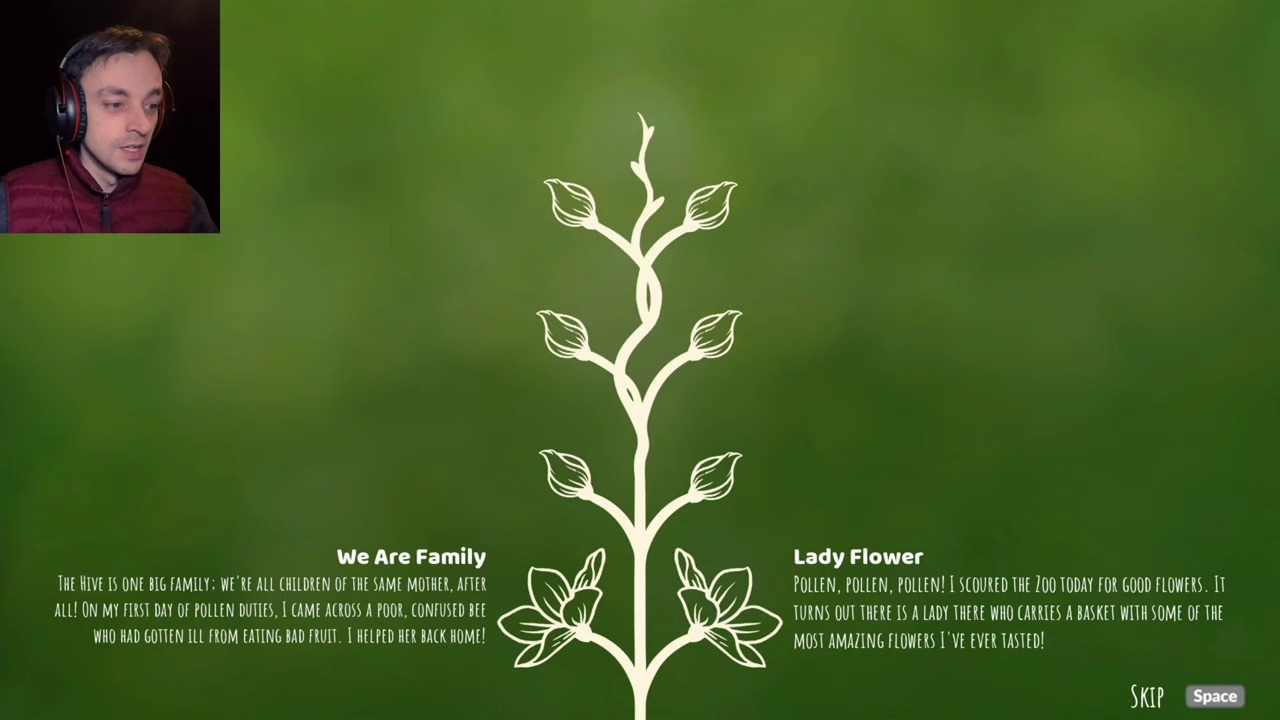 We Are Family
The Hive is one big family; we're all children of the same mother, after
all! On my first day of pollen duties, I came across a poor, confused bee
who had gotten ill from eating bad fruit. I helped her back home!
Lady Flower
Pollen, pollen, pollen! I scoured the Zoo today for good flowers. It
turns out there is a lady there who carries a basket with some of the
most amazing flowers I've ever tasted!
Skip Space